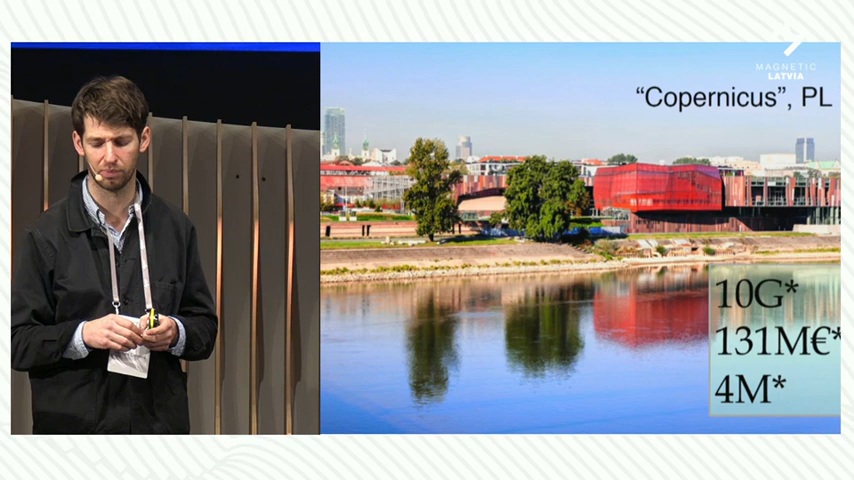 MAGNETIC
LATVIA
“Copernicus”, PL
10G*
131M€*
4M*